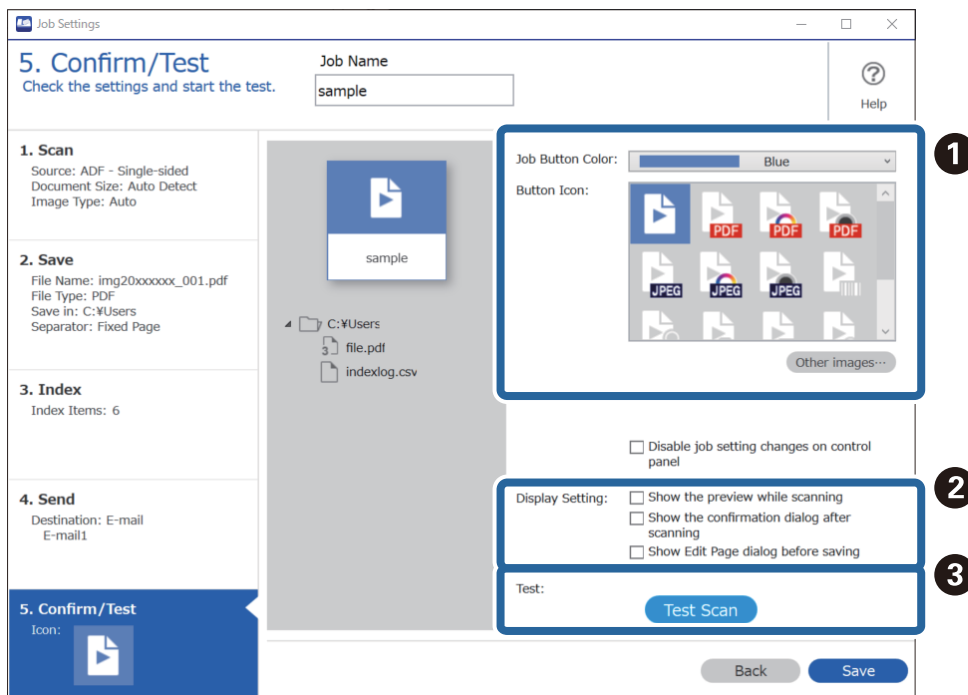 Job Settings
5. Confirm/Test
Check the settings and start the test.
Job Name
sample
Help
1. Scan
Source: ADF - Single-sided
Document Size: Auto Detect
Image Type: Auto
2. Save
File Name: img20xxxxxx_001.pdf
File Type: PDF
Save in: C:¥Users
Separator: Fixed Page
3. Index
Index Items: 6
4. Send
Destination: E-mail
E-mail1
5. Confirm/Test
Icon:
sample
C:¥Users
3 file.pdf
indexlog.csv
1
Job Button Color: Blue
Button Icon:
PDF PDF PDF
JPEG JPEG JPEG
Other images···
Disable job setting changes on control
panel
2
Display Setting: Show the preview while scanning
Show the confirmation dialog after
scanning
Show Edit Page dialog before saving
3
Test:
Test Scan
Back Save